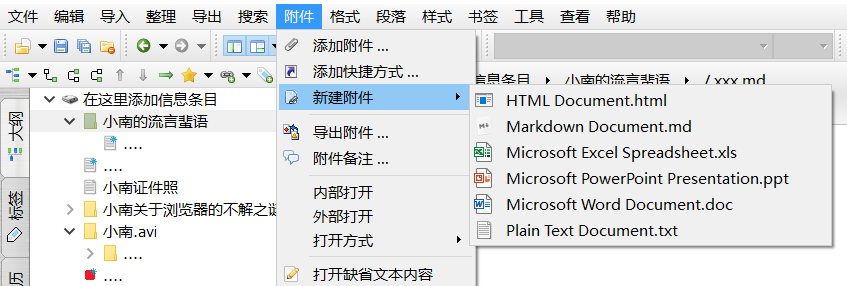 文件 编辑 导入 整理 导出 搜索 附件 格式 段落 样式 书签 工具 查看 帮助
添加附件 ...
添加快捷方式 ...
新建附件
导出附件 ...
附件备注 ...
内部打开
外部打开
打开方式
打开缺省文本内容
信息条目 小南的流言蜚语 / xxx.md
HTML Document.html
Markdown Document.md
Microsoft Excel Spreadsheet.xls
Microsoft PowerPoint Presentation.ppt
Microsoft Word Document.doc
Plain Text Document.txt
大纲
标签
历
在这里添加信息条目
小南的流言蜚语
....
....
小南证件照
小南关于浏览器的不解之谜
小南.avi
....
....